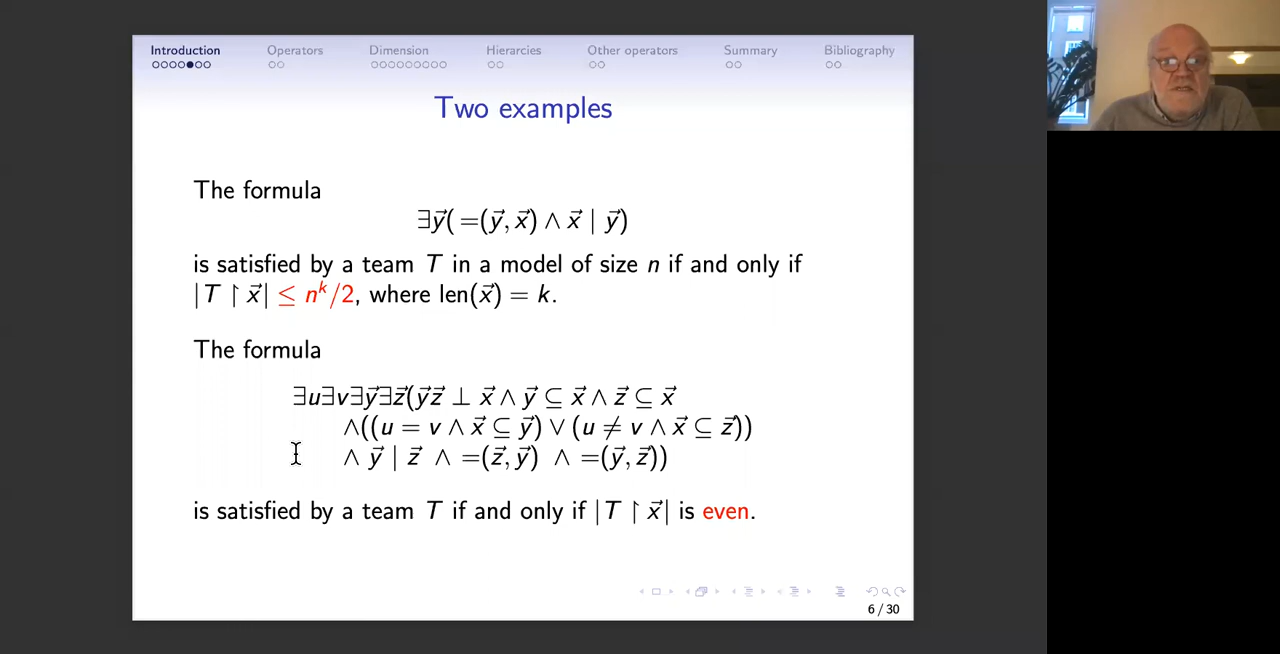 Introduction Operators Dimension Hierarcies Other operators Summary Bibliography
Two examples
The formula
∃y⃗( =(y⃗, x⃗) ∧ x⃗ | y⃗)
is satisfied by a team T in a model of size n if and only if
|T ↾ x⃗| ≤ nᵏ/2, where len(x⃗) = k.
The formula
∃u∃v∃y⃗∃z⃗(y⃗z⃗ ⊥ x⃗ ∧ y⃗ ⊆ x⃗ ∧ z⃗ ⊆ x⃗
∧((u = v ∧ x⃗ ⊆ y⃗) ∨ (u ≠ v ∧ x⃗ ⊆ z⃗))
∧ y⃗ | z⃗ ∧ =(z⃗, y⃗) ∧ =(y⃗, z⃗))
is satisfied by a team T if and only if |T ↾ x⃗| is even.
6 / 30